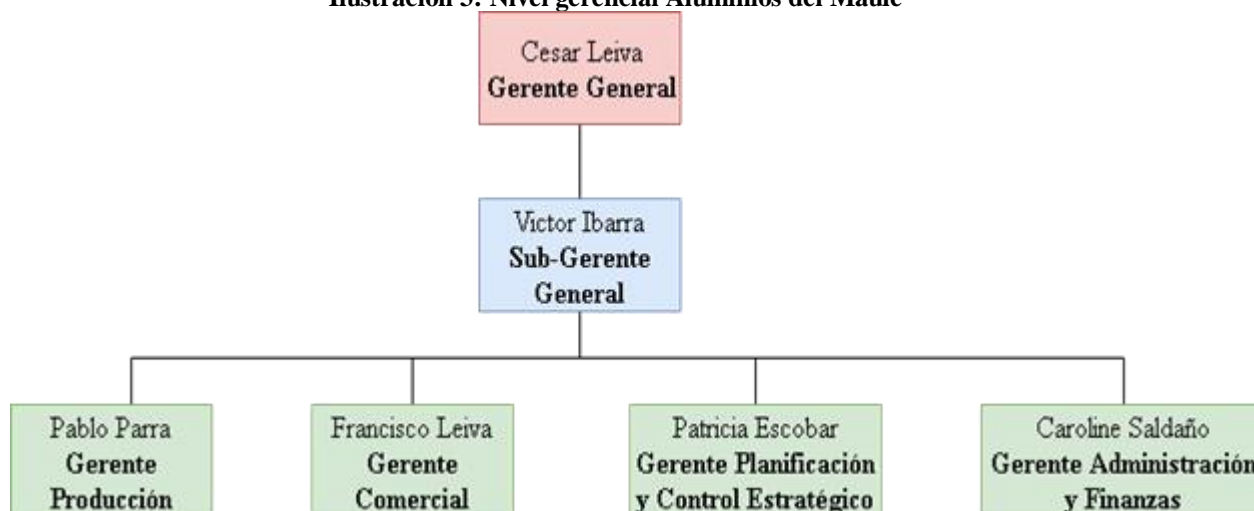 Ilustración 3: Nivel gerencial Aluminios del Maule
Cesar Leiva
Gerente General
Victor Ibarra
Sub-Gerente
General
Pablo Parra
Gerente
Producción
Francisco Leiva
Gerente
Comercial
Patricia Escobar
Gerente Planificación
y Control Estratégico
Caroline Saldaño
Gerente Administración
y Finanzas